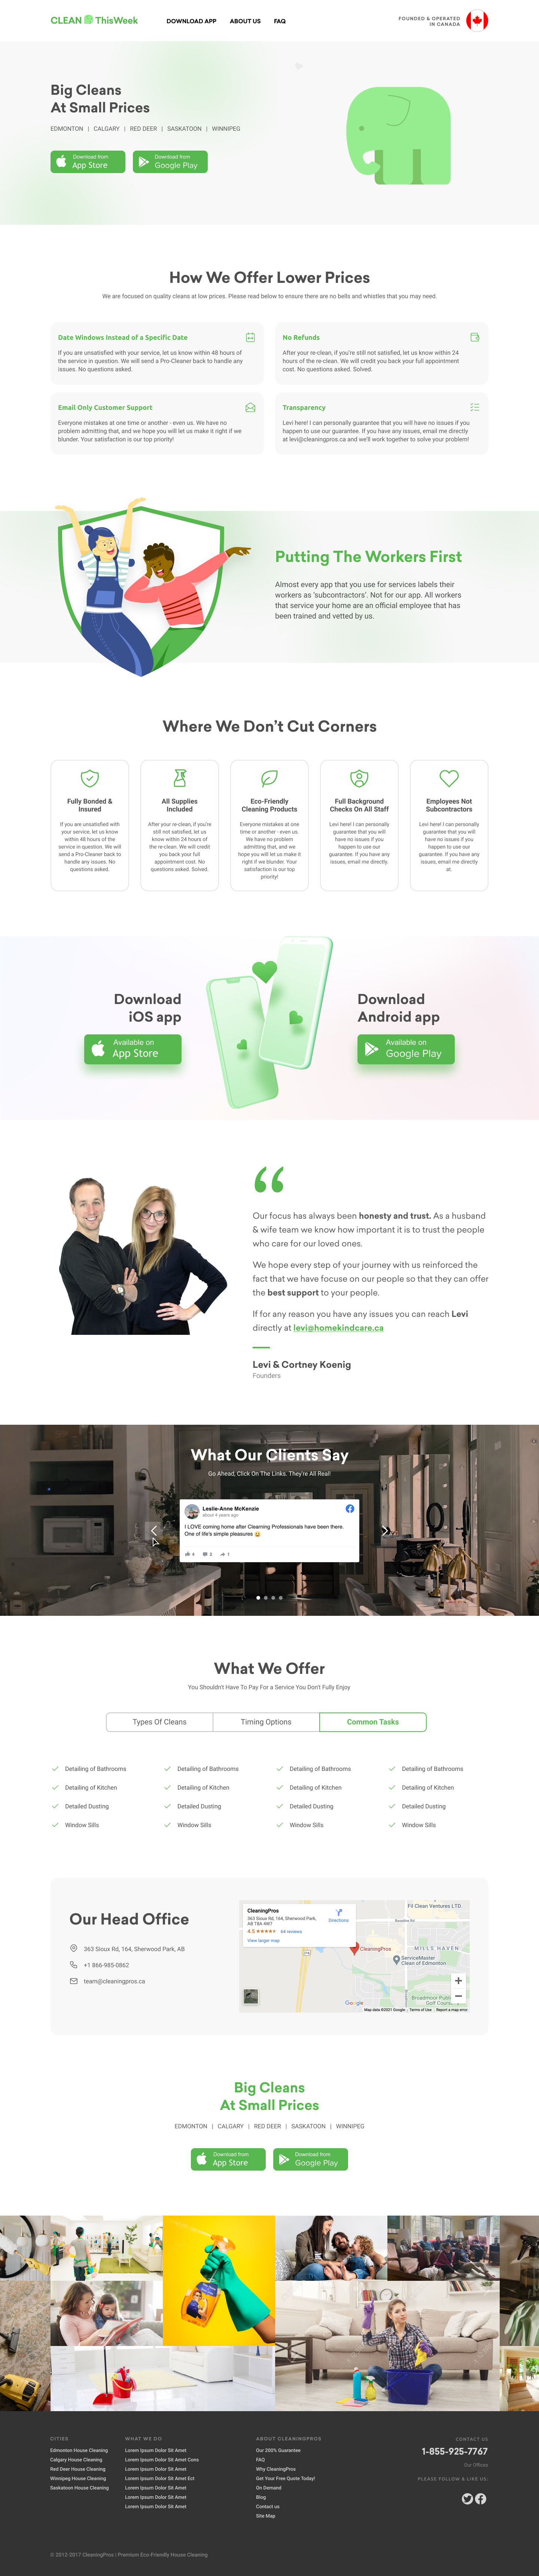 CLEAN ThisWeek
DOWNLOAD APP
ABOUT US
FAQ
FOUNDED & OPERATED
IN CANADA
Big Cleans
At Small Prices
EDMONTON | CALGARY | RED DEER | SASKATOON | WINNIPEG
Download from
App Store
Download from
Google Play
How We Offer Lower Prices
We are focused on quality cleans at low prices. Please read below to ensure there are no bells and whistles that you may need.
Date Windows Instead of a Specific Date
If you are unsatisfied with your service, let us know within 48 hours of
the service in question. We will send a Pro-Cleaner back to handle any
issues. No questions asked.
No Refunds
After your re-clean, if you're still not satisfied, let us know within 24
hours of the re-clean. We will credit you back your full appointment
cost. No questions asked. Solved.
Email Only Customer Support
Everyone mistakes at one time or another - even us. We have no
problem admitting that, and we hope you will let us make it right if we
blunder. Your satisfaction is our top priority!
Transparency
Levi here! I can personally guarantee that you will have no issues if you
happen to use our guarantee. If you have any issues, email me directly
at levi@cleaningpros.ca and we'll work together to solve your problem!
Putting The Workers First
Almost every app that you use for services labels their
workers as 'subcontractors'. Not for our app. All workers
that service your home are an official employee that has
been trained and vetted by us.
Where We Don't Cut Corners
Fully Bonded &
Insured
If you are unsatisfied with
your service, let us know
within 48 hours of the
service in question. We will
send a Pro-Cleaner back to
handle any issues. No
questions asked.
All Supplies
Included
After your re-clean, if you're
still not satisfied, let us
know within 24 hours of
the re-clean. We will credit
you back your full
appointment cost. No
questions asked. Solved.
Eco-Friendly
Cleaning Products
Everyone mistakes at one
time or another - even us.
We have no problem
admitting that, and we
hope you will let us make it
right if we blunder. Your
satisfaction is our top
priority!
Full Background
Checks On All Staff
Levi here! I can personally
guarantee that you will
have no issues if you
happen to use our
guarantee. If you have any
issues, email me directly.
Employees Not
Subcontractors
Levi here! I can personally
guarantee that you will
have no issues if you
happen to use our
guarantee. If you have any
issues, email me directly
at.
Download
iOS app
Available on
App Store
Download
Android app
Available on
Google Play
Our focus has always been honesty and trust. As a husband
& wife team we know how important it is to trust the people
who care for our loved ones.
We hope every step of your journey with us reinforced the
fact that we have focus on our people so that they can offer
the best support to your people.
If for any reason you have any issues you can reach Levi
directly at levi@homekindcare.ca
Levi & Cortney Koenig
Founders
What Our Clients Say
Go Ahead, Click On The Links. They're All Real!
Leslie-Anne McKenzie
about 4 years ago
I LOVE coming home after Clearning Professionals have been there.
One of life's simple pleasures 😀
4 2 1
What We Offer
You Shouldn't Have To Pay For a Service You Don't Fully Enjoy
Types Of Cleans
Timing Options
Common Tasks
Detailing of Bathrooms
Detailing of Bathrooms
Detailing of Bathrooms
Detailing of Bathrooms
Detailing of Kitchen
Detailing of Kitchen
Detailing of Kitchen
Detailing of Kitchen
Detailed Dusting
Detailed Dusting
Detailed Dusting
Detailed Dusting
Window Sills
Window Sills
Window Sills
Window Sills
Our Head Office
363 Sioux Rd, 164, Sherwood Park, AB
+1 866-985-0862
team@cleaningpros.ca
CleaningPros
363 Sioux Rd, 164, Sherwood Park,
AB T8A 4W7
4.5 64 reviews
View larger map
Directions
Fil Clean Ventures LTD.
Baseline Rd
CleaningPros
MILLS HAVEN
ServiceMaster
Clean of Edmonton
Broadmoor Public
Golf Course
Google
Map data ©2021 Google
Terms of Use
Report a map error
Big Cleans
At Small Prices
EDMONTON | CALGARY | RED DEER | SASKATOON | WINNIPEG
Download from
App Store
Download from
Google Play
CITIES
Edmonton House Cleaning
Calgary House Cleaning
Red Deer House Cleaning
Winnipeg House Cleaning
Saskatoon House Cleaning
WHAT WE DO
Lorem Ipsum Dolor Sit Amet
Lorem Ipsum Dolor Sit Amet Cons
Lorem Ipsum Dolor Sit Amet
Lorem Ipsum Dolor Sit Amet Ect
Lorem Ipsum Dolor Sit Amet
Lorem Ipsum Dolor Sit Amet
Lorem Ipsum Dolor Sit Amet
ABOUT CLEANINGPROS
Our 200% Guarantee
FAQ
Why CleaningPros
Get Your Free Quote Today!
On Demand
Blog
Contact us
Site Map
CONTACT US
1-855-925-7767
Our Offices
PLEASE FOLLOW & LIKE US:
© 2012-2017 CleaningPros | Premium Eco-Friendly House Cleaning